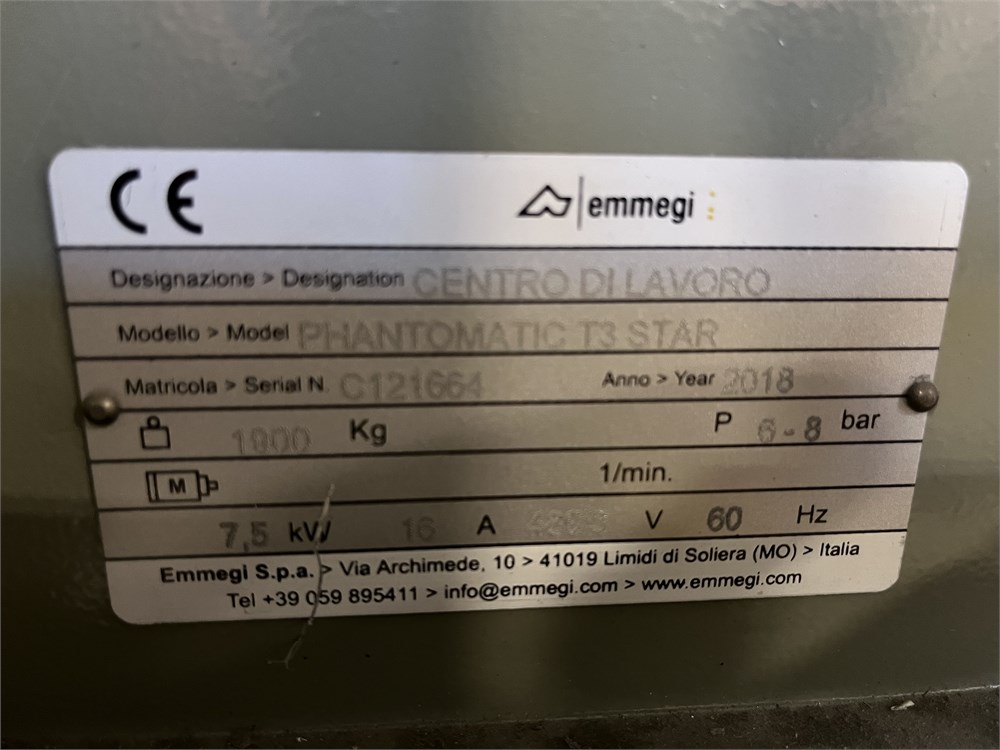 CE
emmegi
Designazione > Designation CENTRO DI LAVORO
Modello > Model PHANTOMATIC T3 STAR
Matricola > Serial N. C121664 Anno > Year 2018
1900 Kg P 6-8 bar
M 1/min.
7,5 kW 16 A V 60 Hz
Emmegi S.p.a. > Via Archimede, 10 > 41019 Limidi di Soliera (MO) > Italia
Tel +39 059 895411 > info@emmegi.com > www.emmegi.com